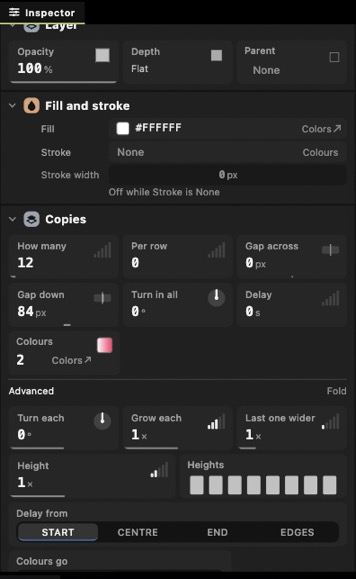 Inspector
Layer
Opacity
100%
Depth
Flat
Parent
None
Fill and stroke
Fill #FFFFFF Colors↗
Stroke None Colours
Stroke width 0px
Off while Stroke is None
Copies
How many
12
Per row
0
Gap across
0px
Gap down
84px
Turn in all
0°
Delay
0s
Colours
2 Colors↗
Advanced Fold
Turn each
0°
Grow each
1×
Last one wider
1×
Height
1×
Heights
Delay from
START CENTRE END EDGES
Colours go